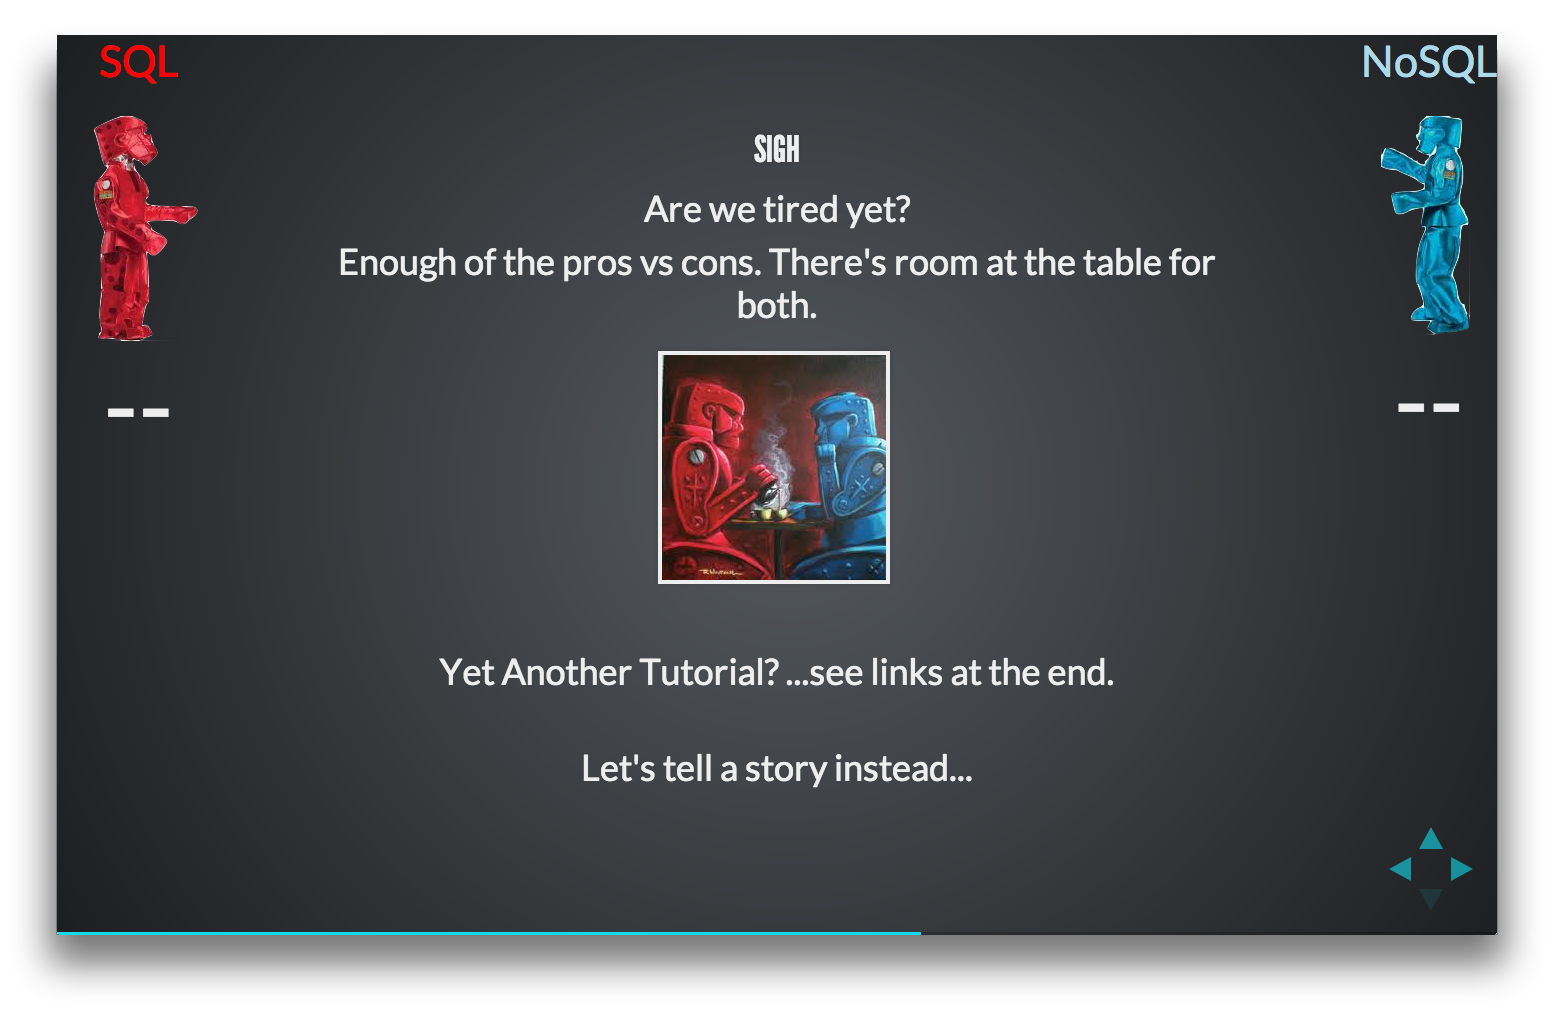 SQL
NoSQL
SIGH
Are we tired yet?
Enough of the pros vs cons. There's room at the table for
both.
-- --
Yet Another Tutorial? ...see links at the end.
Let's tell a story instead...